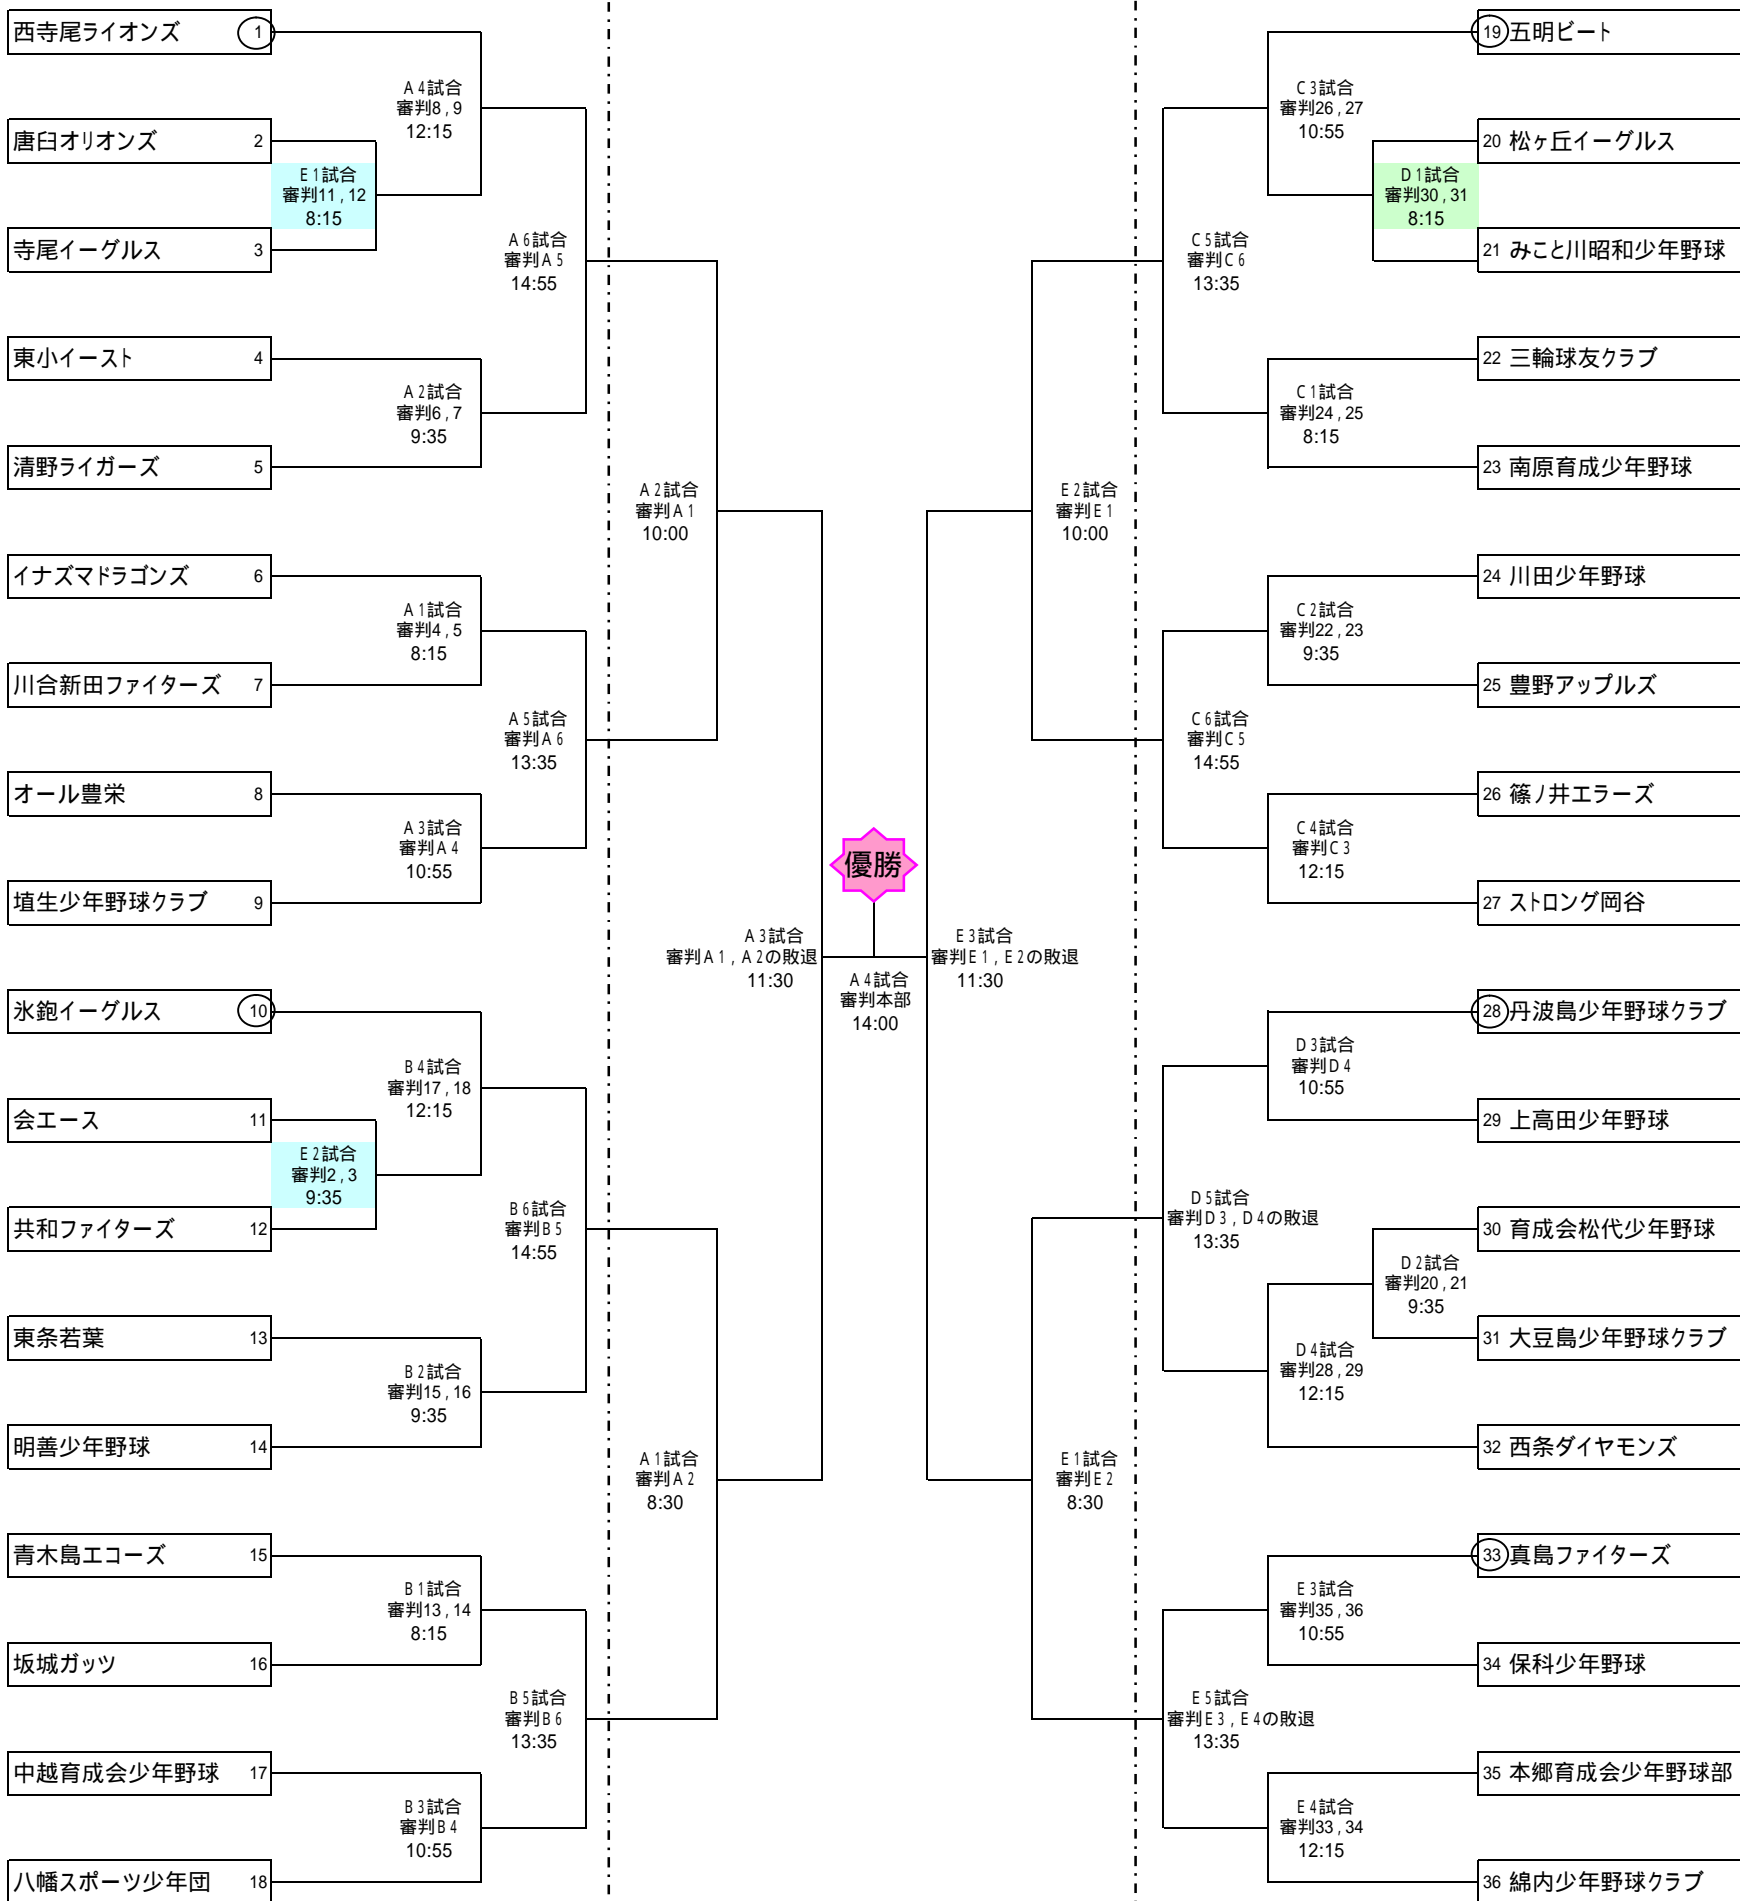 西寺尾ライオンズ 1
A4試合
審判8,9
12:15
唐臼オリオンズ 2
E1試合
審判11,12
8:15
寺尾イーグルス 3
A6試合
審判A5
14:55
東小イースト 4
A2試合
審判6,7
9:35
清野ライガーズ 5
A2試合
審判A1
10:00
イナズマドラゴンズ 6
A1試合
審判4,5
8:15
川合新田ファイターズ 7
A5試合
審判A6
13:35
オール豊栄 8
A3試合
審判A4
10:55
埴生少年野球クラブ 9
A3試合
審判A1,A2の敗退
11:30
氷鉋イーグルス 10
B4試合
審判17,18
12:15
会エース 11
E2試合
審判2,3
9:35
共和ファイターズ 12
B6試合
審判B5
14:55
東条若葉 13
B2試合
審判15,16
9:35
明善少年野球 14
A1試合
審判A2
8:30
青木島エコーズ 15
B1試合
審判13,14
8:15
坂城ガッツ 16
B5試合
審判B6
13:35
中越育成会少年野球 17
B3試合
審判B4
10:55
八幡スポーツ少年団 18
優勝
A4試合
審判本部
14:00
19 五明ビート
C3試合
審判26,27
10:55
20 松ヶ丘イーグルス
D1試合
審判30,31
8:15
21 みこと川昭和少年野球
C5試合
審判C6
13:35
22 三輪球友クラブ
C1試合
審判24,25
8:15
23 南原育成少年野球
E2試合
審判E1
10:00
24 川田少年野球
C2試合
審判22,23
9:35
25 豊野アップルズ
C6試合
審判C5
14:55
26 篠ノ井エラーズ
C4試合
審判C3
12:15
27 ストロング岡谷
E3試合
審判E1,E2の敗退
11:30
28 丹波島少年野球クラブ
D3試合
審判D4
10:55
29 上高田少年野球
D5試合
審判D3,D4の敗退
13:35
30 育成会松代少年野球
D2試合
審判20,21
9:35
31 大豆島少年野球クラブ
D4試合
審判28,29
12:15
32 西条ダイヤモンズ
E1試合
審判E2
8:30
33 真島ファイターズ
E3試合
審判35,36
10:55
34 保科少年野球
E5試合
審判E3,E4の敗退
13:35
35 本郷育成会少年野球部
E4試合
審判33,34
12:15
36 綿内少年野球クラブ